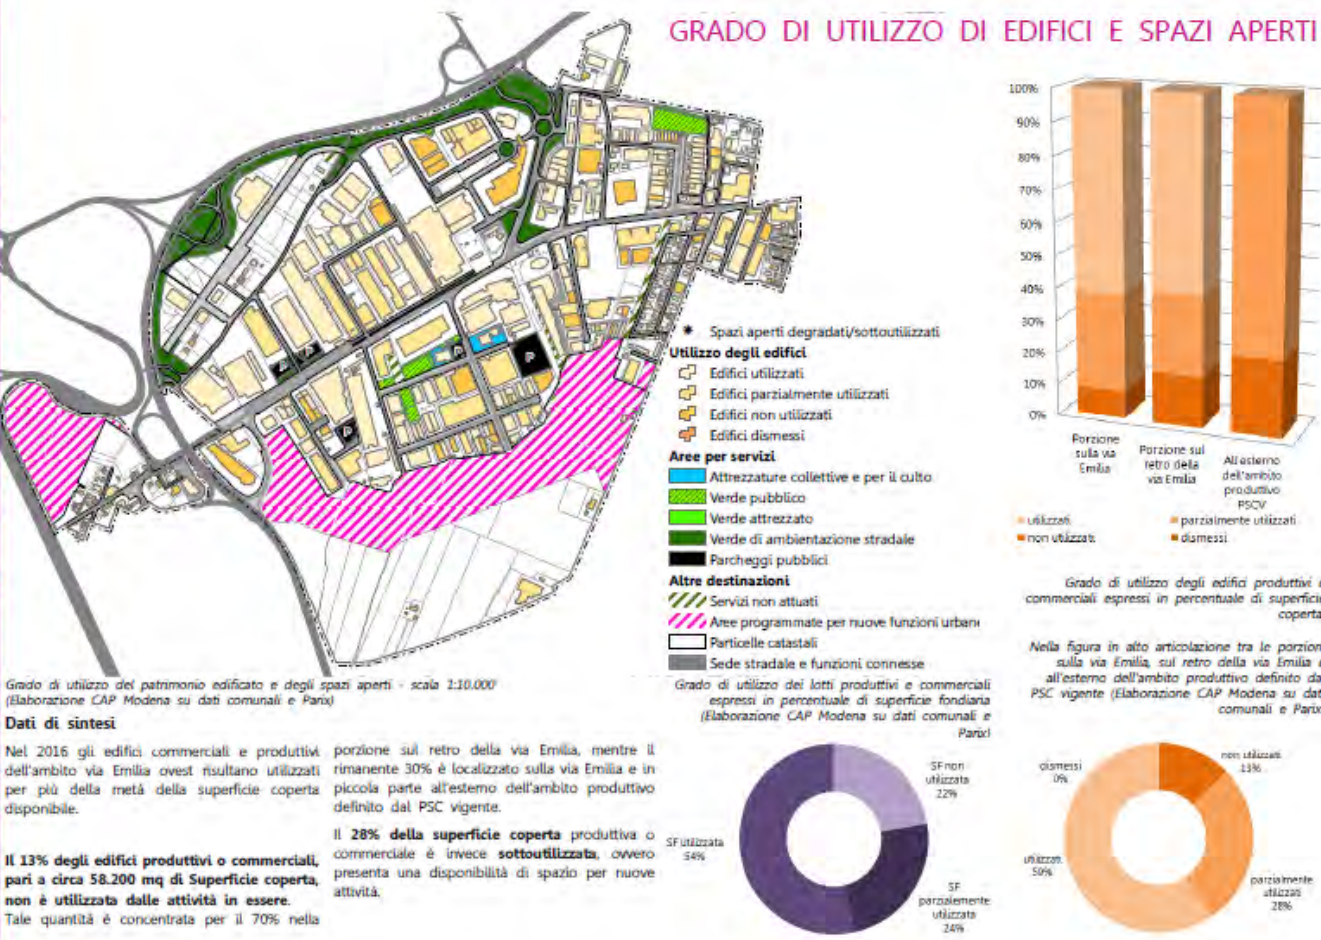 GRADO DI UTILIZZO DI EDIFICI E SPAZI APERTI
100%
90%
80%
70%
60%
50%
40%
30%
20%
10%
0%
Porzione
sulla via
Emilia
Porzione sul
retro della
via Emilia
All'esterno
dell'ambito
produttivo
PSCV
utilizzati
parzialmente utilizzati
non utilizzati
dismessi
Spazi aperti degradati/sottoutilizzati
Utilizzo degli edifici
Edifici utilizzati
Edifici parzialmente utilizzati
Edifici non utilizzati
Edifici dismessi
Aree per servizi
Attrezzature collettive e per il culto
Verde pubblico
Verde attrezzato
Verde di ambientazione stradale
Parcheggi pubblici
Altre destinazioni
Servizi non attuati
Aree programmate per nuove funzioni urbane
Particelle catastali
Sede stradale e funzioni connesse
Grado di utilizzo degli edifici produttivi
commerciali espressi in percentuale di superficie
coperta
Nella figura in alto articolazione tra le porzioni
sulla via Emilia, sul retro della via Emilia
all'esterno dell'ambito produttivo definito dal
PSC vigente (Elaborazione CAP Modena su dati
comunali e Parix)
Grado di utilizzo del patrimonio edificato e degli spazi aperti - scala 1:10.000
(Elaborazione CAP Modena su dati comunali e Parix)
Dati di sintesi
Nel 2016 gli edifici commerciali e produttivi
dell'ambito via Emilia ovest risultano utilizzati
per più della metà della superficie coperta
disponibile.
Il 13% degli edifici produttivi o commerciali,
pari a circa 58.200 mq di Superficie coperta,
non è utilizzata dalle attività in essere.
Tale quantità è concentrata per il 70% nella
porzione sul retro della via Emilia, mentre il
rimanente 30% è localizzato sulla via Emilia e in
piccola parte all'esterno dell'ambito produttivo
definito dal PSC vigente.
Il 28% della superficie coperta produttiva o
commerciale è invece sottoutilizzata, ovvero
presenta una disponibilità di spazio per nuove
attività.
Grado di utilizzo dei lotti produttivi e commerciali
espressi in percentuale di superficie fondiaria
(Elaborazione CAP Modena su dati comunali e
Parix)
SF non
utilizzata
22%
SF utilizzata
54%
SF
parzialemente
utilizzata
24%
dismessi
0%
non utilizzati
13%
utilizzati
59%
parzialmente
utilizzati
28%